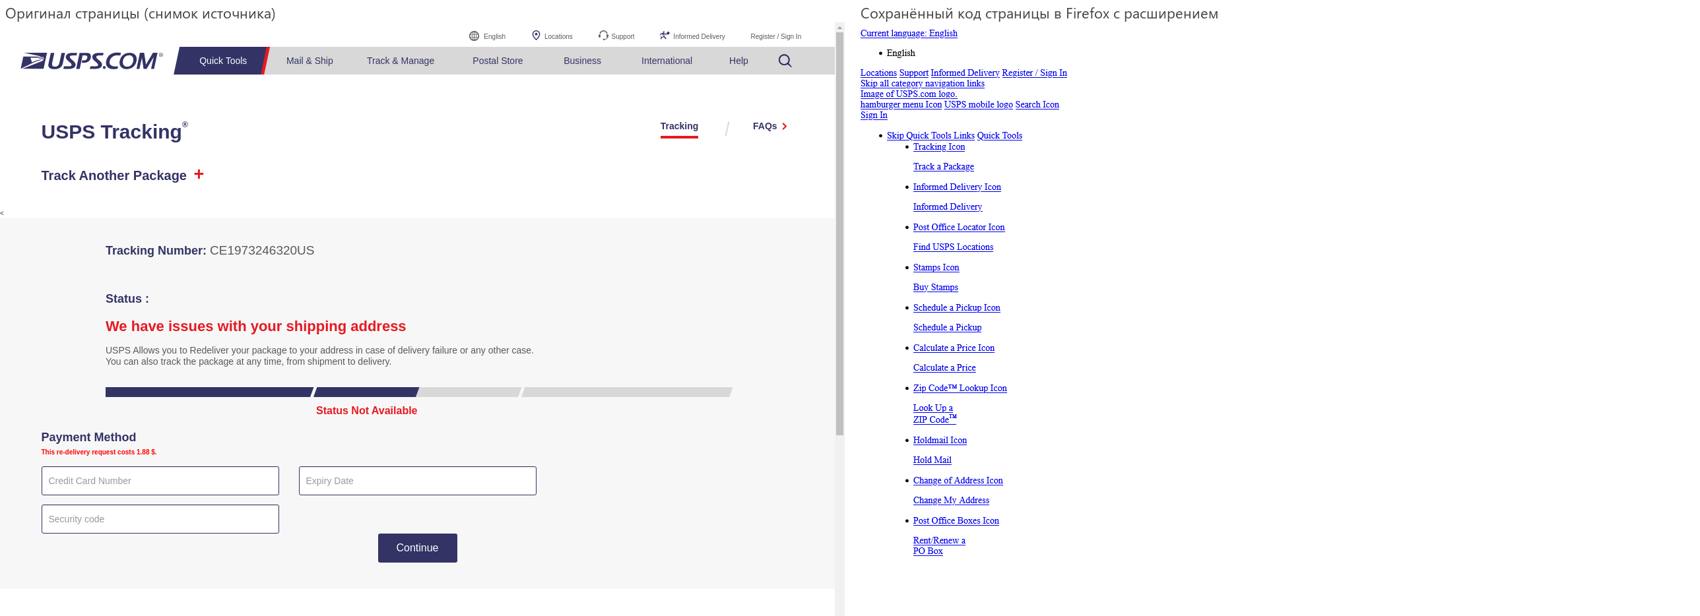 Оригинал страницы (снимок источника)
English
Locations
Support
Informed Delivery
Register / Sign In
USPS.COM®
Quick Tools
Mail & Ship
Track & Manage
Postal Store
Business
International
Help
USPS Tracking®
Tracking
FAQs
Track Another Package +
<
Tracking Number: CE1973246320US
Status :
We have issues with your shipping address
USPS Allows you to Redeliver your package to your address in case of delivery failure or any other case.
You can also track the package at any time, from shipment to delivery.
Status Not Available
Payment Method
This re-delivery request costs 1.88 $.
Credit Card Number
Expiry Date
Security code
Continue
Сохранённый код страницы в Firefox с расширением
Current language: English
English
Locations Support Informed Delivery Register / Sign In
Skip all category navigation links
Image of USPS.com logo.
hamburger menu Icon USPS mobile logo Search Icon
Sign In
Skip Quick Tools Links Quick Tools
Tracking Icon
Track a Package
Informed Delivery Icon
Informed Delivery
Post Office Locator Icon
Find USPS Locations
Stamps Icon
Buy Stamps
Schedule a Pickup Icon
Schedule a Pickup
Calculate a Price Icon
Calculate a Price
Zip Code™ Lookup Icon
Look Up a
ZIP Code™
Holdmail Icon
Hold Mail
Change of Address Icon
Change My Address
Post Office Boxes Icon
Rent/Renew a
PO Box